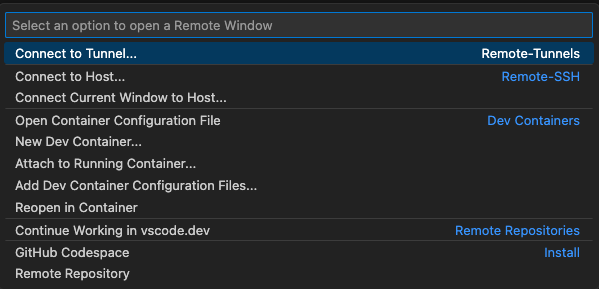 Select an option to open a Remote Window
Connect to Tunnel... Remote-Tunnels
Connect to Host... Remote-SSH
Connect Current Window to Host...
Open Container Configuration File Dev Containers
New Dev Container...
Attach to Running Container...
Add Dev Container Configuration Files...
Reopen in Container
Continue Working in vscode.dev Remote Repositories
GitHub Codespace Install
Remote Repository